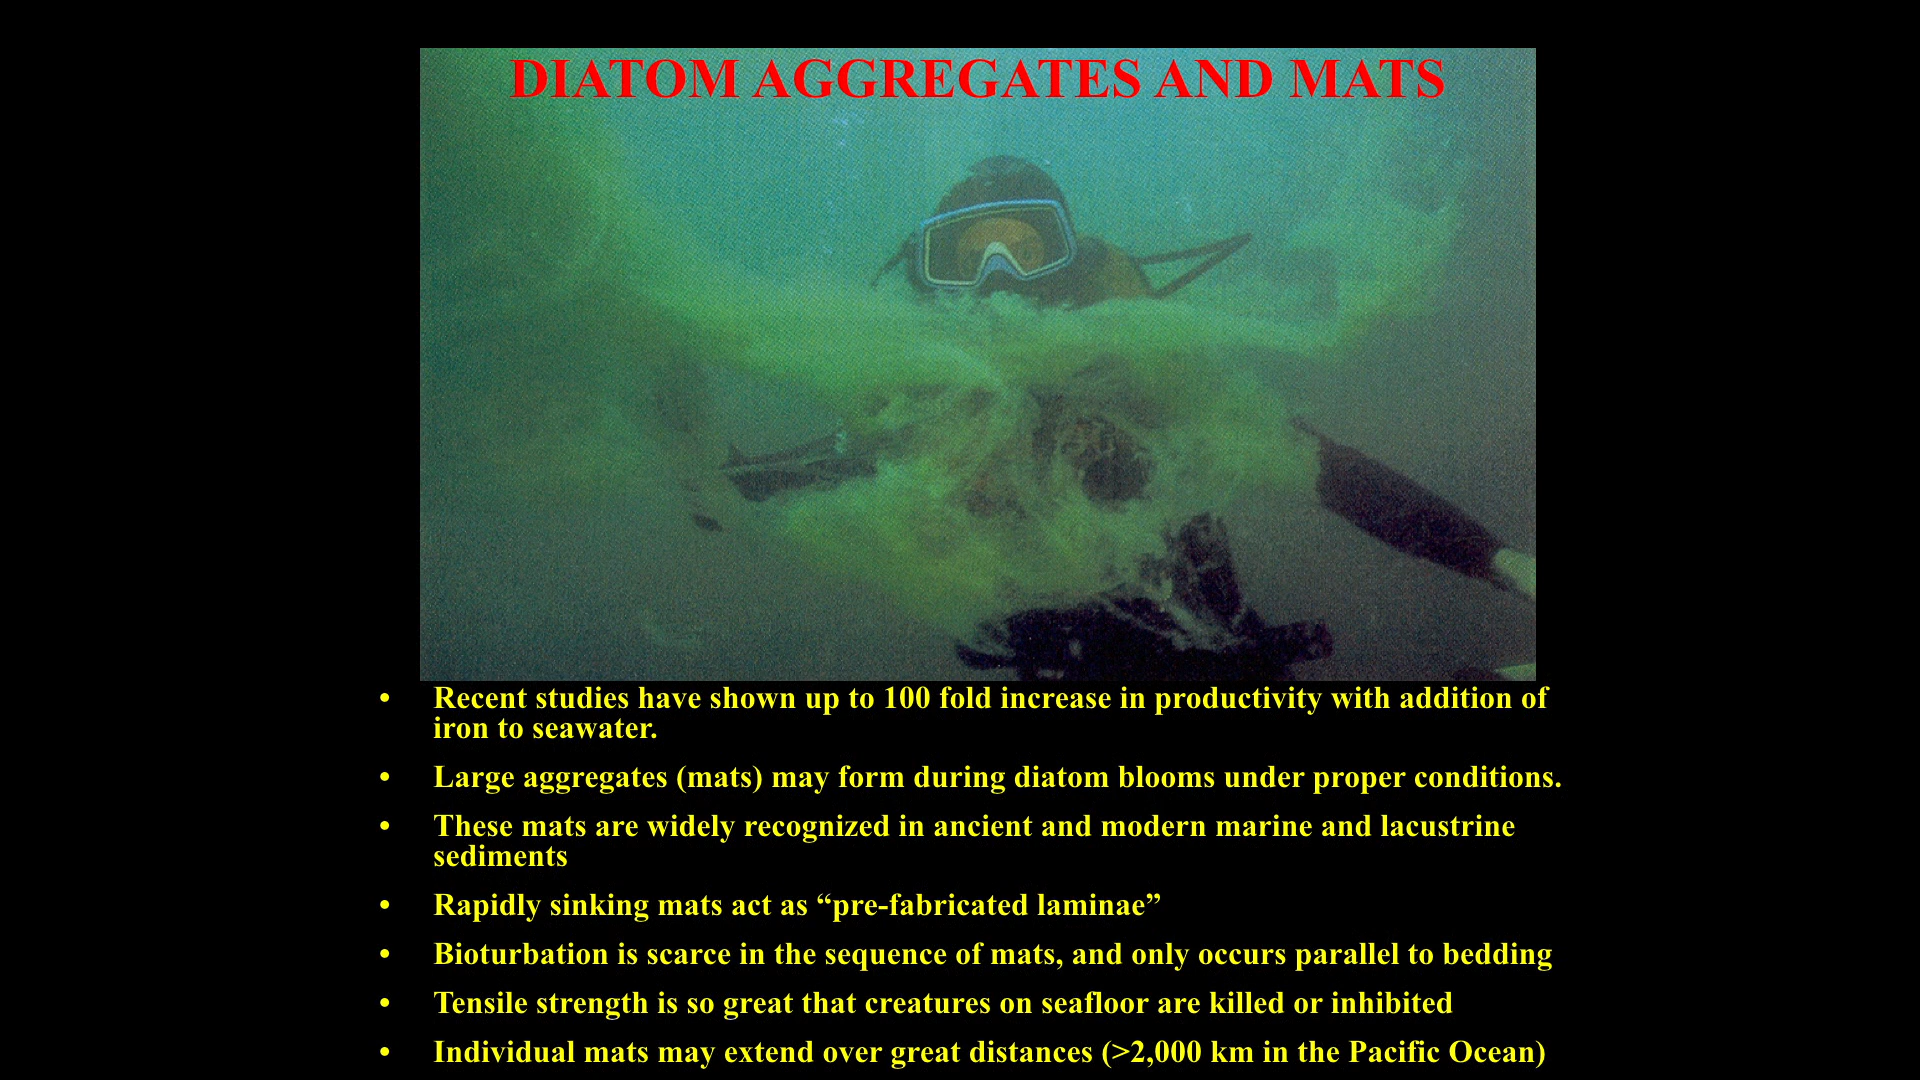 DIATOM AGGREGATES AND MATS
• Recent studies have shown up to 100 fold increase in productivity with addition of
iron to seawater.
• Large aggregates (mats) may form during diatom blooms under proper conditions.
• These mats are widely recognized in ancient and modern marine and lacustrine
sediments
• Rapidly sinking mats act as “pre-fabricated laminae”
• Bioturbation is scarce in the sequence of mats, and only occurs parallel to bedding
• Tensile strength is so great that creatures on seafloor are killed or inhibited
• Individual mats may extend over great distances (>2,000 km in the Pacific Ocean)